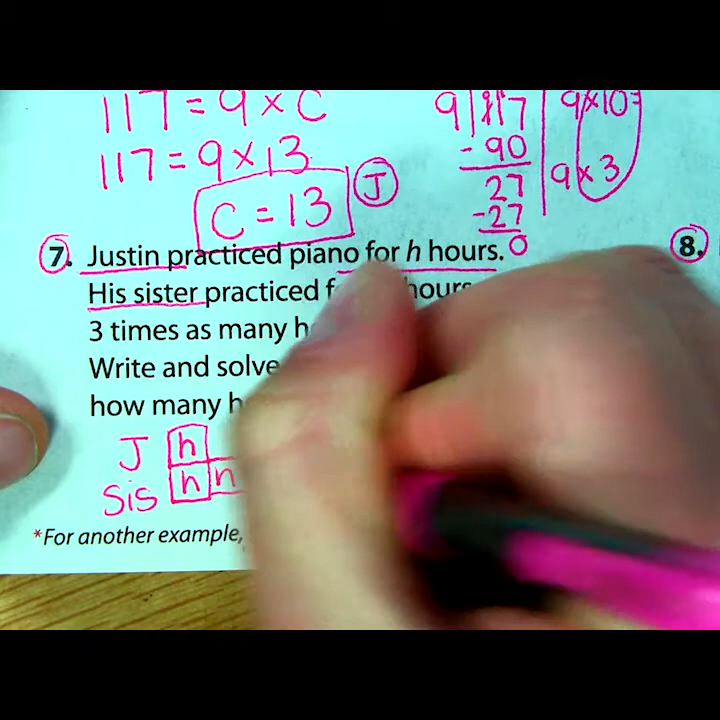 117 = 9 × C
9 117 9×10=
117 = 9 × 13
-90
27 9 × 3
C = 13 J
-27
0
7. Justin practiced piano for h hours. 8.
His sister practiced hours
3 times as many
Write and solve
how many
J h
Sis h h
*For another example,